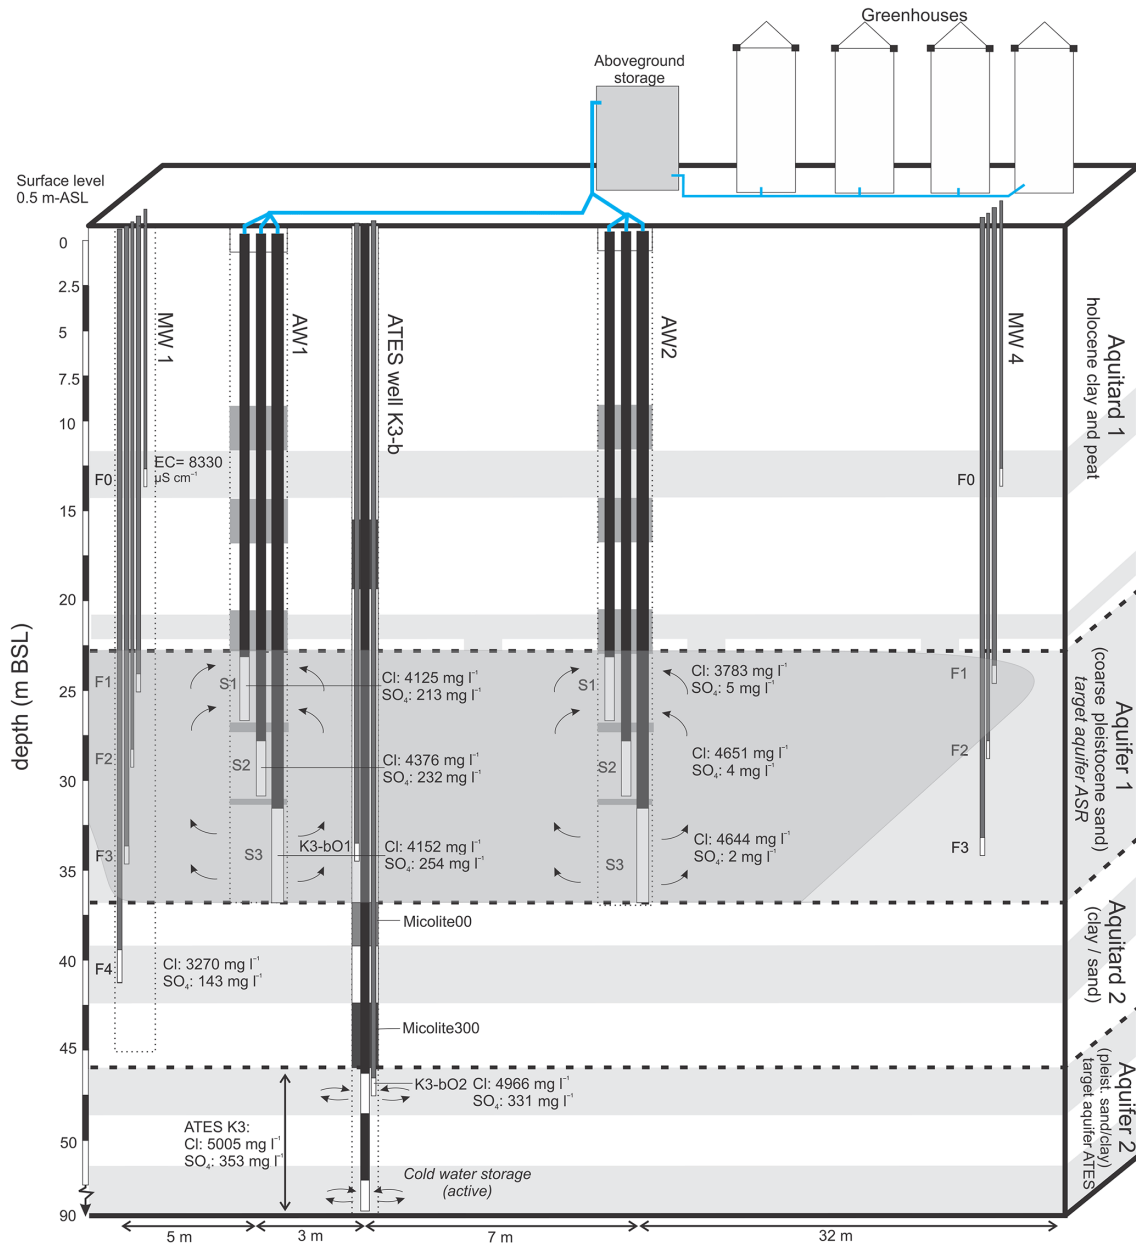 Greenhouses
Aboveground
storage
Surface level
0.5 m-ASL
0
2.5
5
7.5
10
15
20
25
30
35
40
45
50
90
depth (m BSL)
MW 1
AW1
ATES well K3-b
AW2
MW 4
Aquitard 1
holocene clay and peat
EC= 8330
µS cm⁻¹
F0
F0
F1
F2
F3
F4
S1
S2
S3
Cl: 4125 mg l⁻¹
SO₄: 213 mg l⁻¹
Cl: 4376 mg l⁻¹
SO₄: 232 mg l⁻¹
K3-bO1
Cl: 4152 mg l⁻¹
SO₄: 254 mg l⁻¹
S1
S2
S3
Cl: 3783 mg l⁻¹
SO₄: 5 mg l⁻¹
Cl: 4651 mg l⁻¹
SO₄: 4 mg l⁻¹
Cl: 4644 mg l⁻¹
SO₄: 2 mg l⁻¹
F1
F2
F3
Aquifer 1
(coarse pleistocene sand)
target aquifer ASR
Micolite00
Cl: 3270 mg l⁻¹
SO₄: 143 mg l⁻¹
Micolite300
Aquitard 2
(clay / sand)
K3-bO2 Cl: 4966 mg l⁻¹
SO₄: 331 mg l⁻¹
ATES K3:
Cl: 5005 mg l⁻¹
SO₄: 353 mg l⁻¹
Cold water storage
(active)
Aquifer 2
(pleist. sand/clay)
target aquifer ATES
5 m
3 m
7 m
32 m